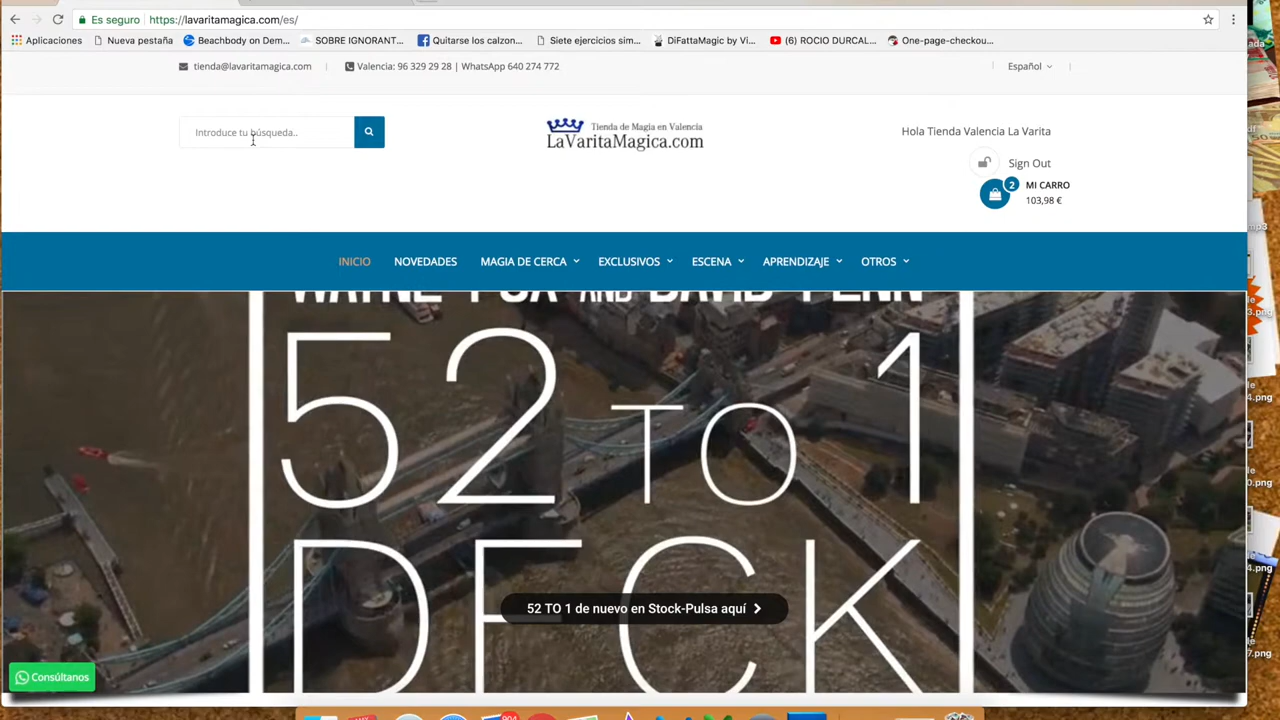 Es seguro https://lavaritamagica.com/es/
Aplicaciones Nueva pestaña Beachbody on Dem... SOBRE IGNORANT... Quitarse los calzon... Siete ejercicios sim... DiFattaMagic by Vi... (6) ROCIO DURCAL... One-page-checkou...
tienda@lavaritamagica.com Valencia: 96 329 29 28 | WhatsApp 640 274 772 Español
Introduce tu búsqueda..
Tienda de Magia en Valencia
LaVaritaMagica.com
Hola Tienda Valencia La Varita
Sign Out
2 MI CARRO
103,98 €
INICIO NOVEDADES MAGIA DE CERCA EXCLUSIVOS ESCENA APRENDIZAJE OTROS
52 TO 1
DECK
52 TO 1 de nuevo en Stock-Pulsa aquí
Consúltanos
904